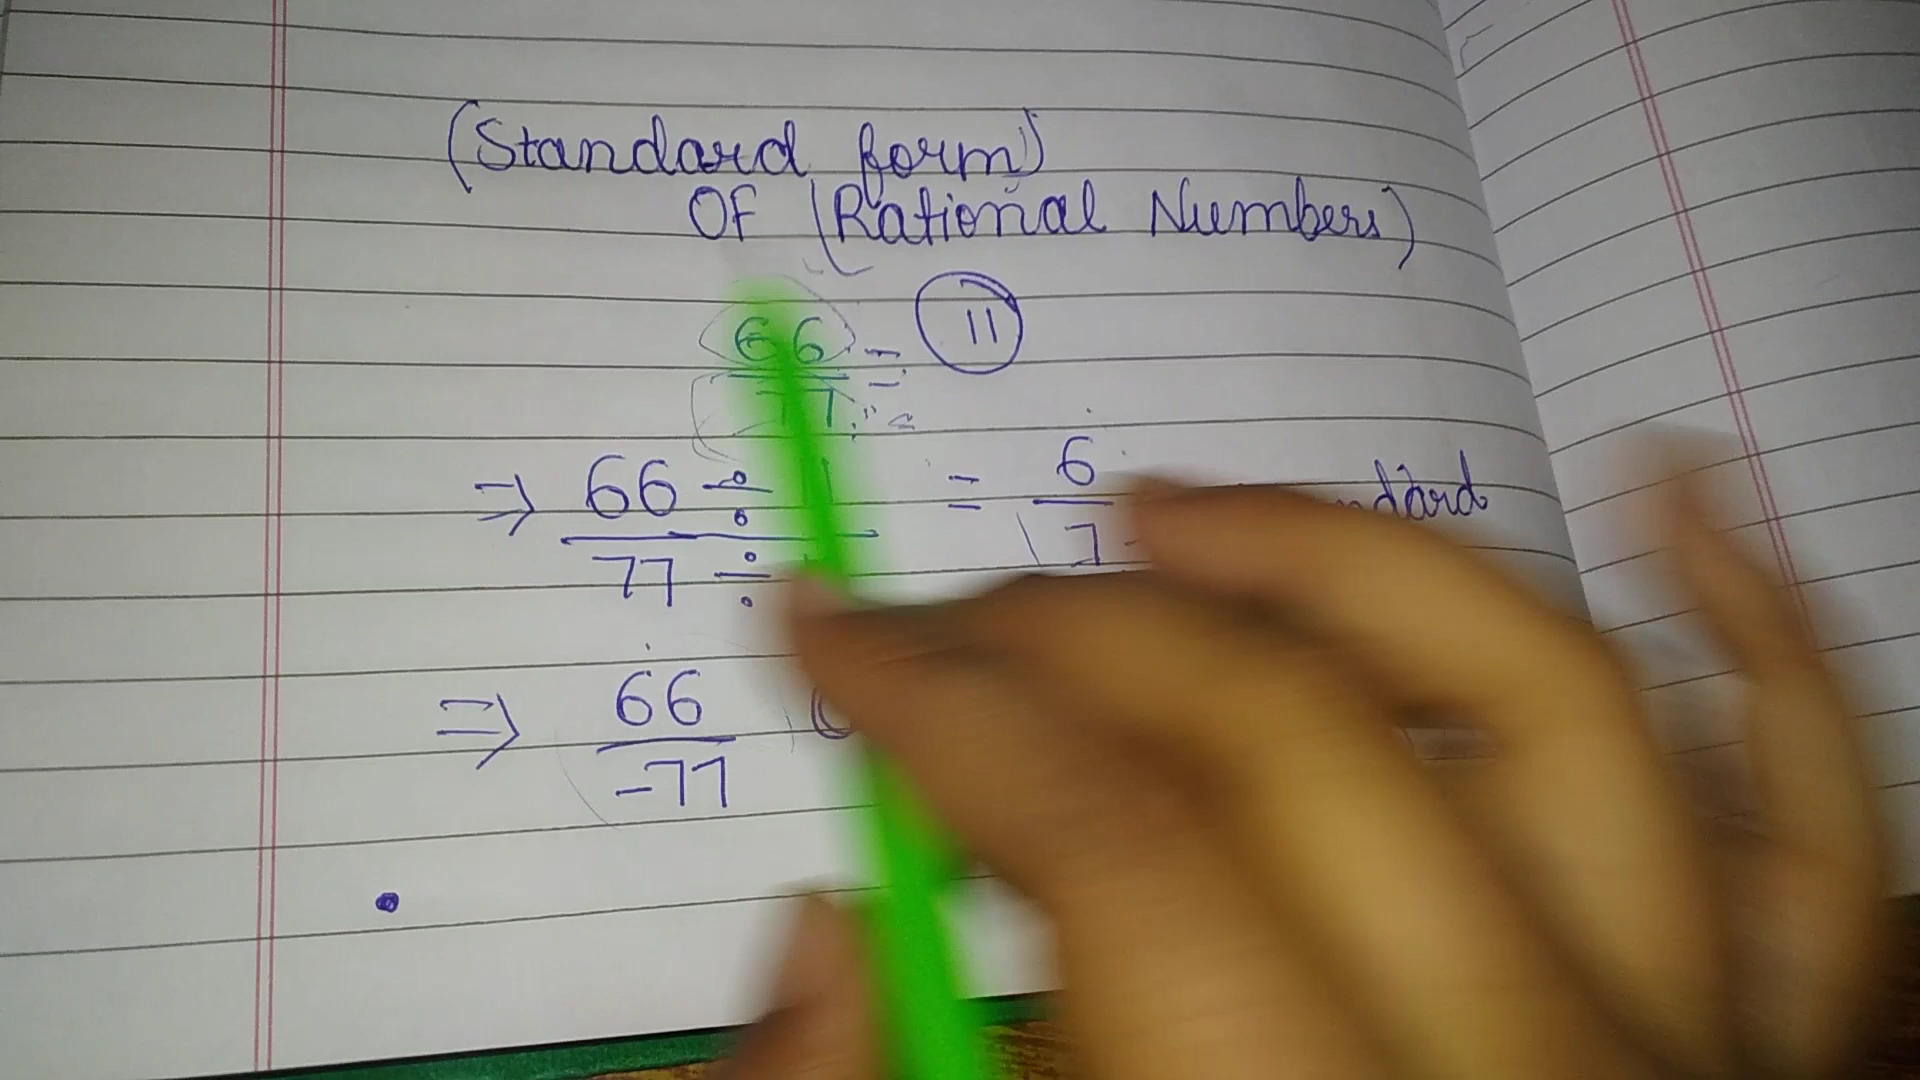 (Standard form)
OF (Rational Numbers)
66 = 11
77
⇒ 66 ÷ = 6
77 ÷ 7
⇒ 66
-77